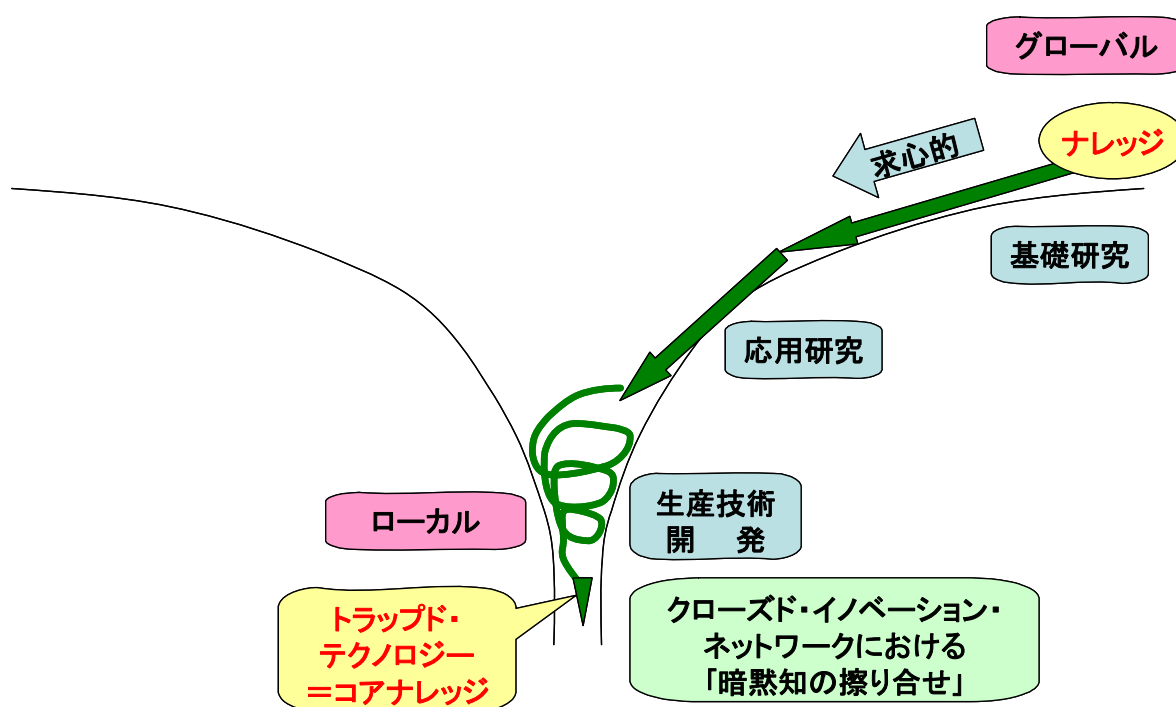 グローバル
ナレッジ
求心的
基礎研究
応用研究
ローカル
生産技術
開　発
トラップド・
テクノロジー
＝コアナレッジ
クローズド・イノベーション・
ネットワークにおける
「暗黙知の擦り合せ」